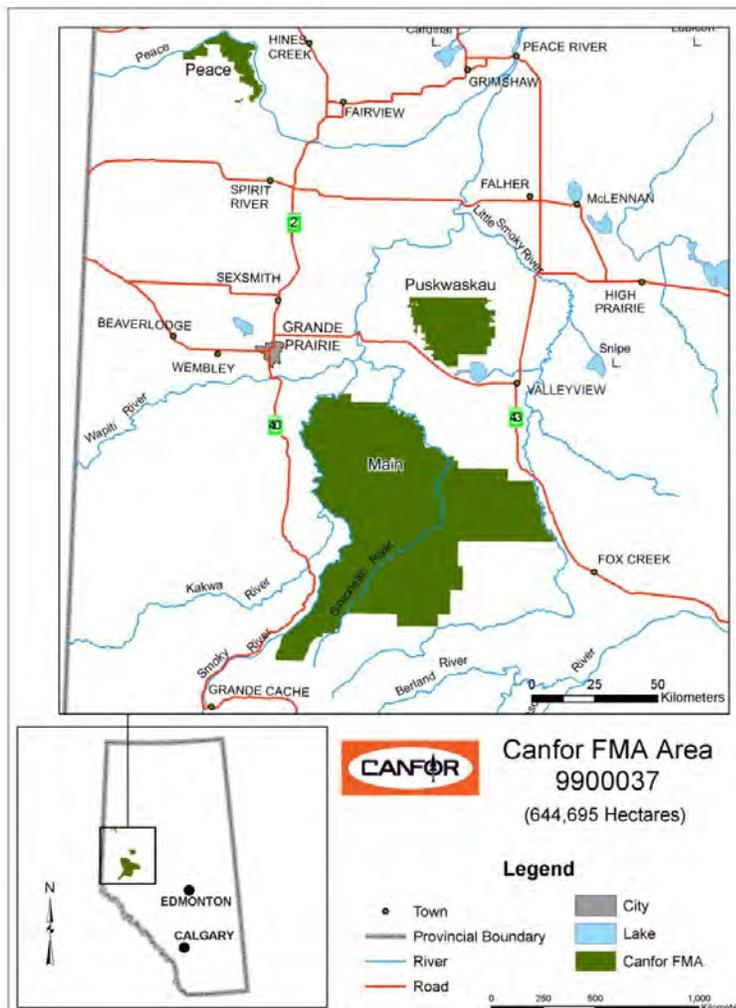 Cardinal
L.
L.
Peace
HINES
CREEK
PEACE RIVER
Peace
GRIMSHAW
FAIRVIEW
SPIRIT
RIVER
FALHER
McLENNAN
Little Smoky River
2
SEXSMITH
Puskwaskau
HIGH
PRAIRIE
BEAVERLODGE
GRANDE
PRAIRIE
WEMBLEY
Snipe
L.
VALLEYVIEW
Wapiti River
40
43
Main
FOX CREEK
Kakwa River
Simonette River
Smoky River
Berland River
River
GRANDE CACHE
0 25 50
Kilometers
CANFOR
Canfor FMA Area
9900037
(644,695 Hectares)
N
EDMONTON
CALGARY
Legend
Town
Provincial Boundary
River
Road
City
Lake
Canfor FMA
0 250 500 1,000